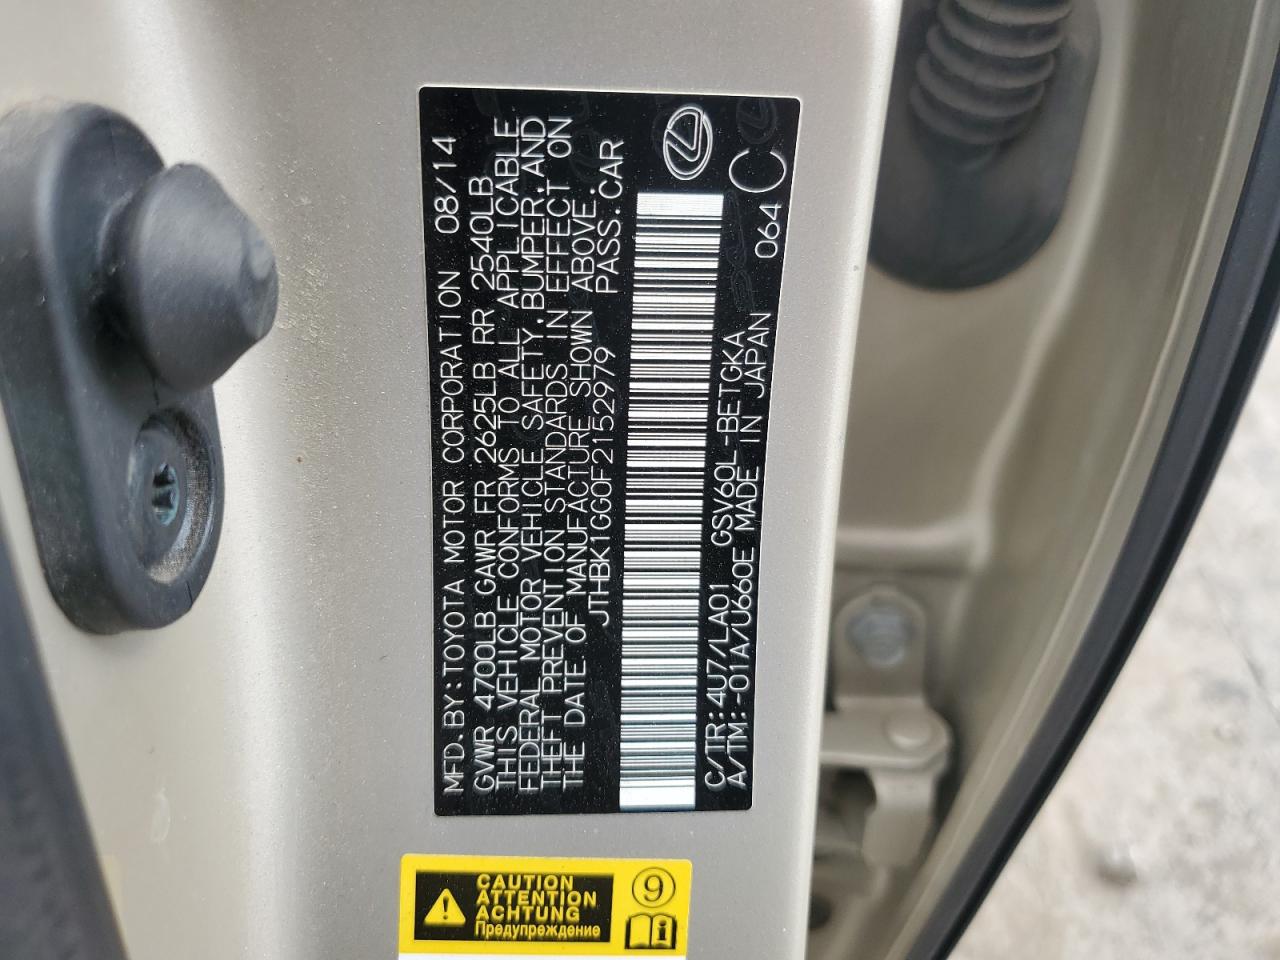 MFD.BY:TOYOTA MOTOR CORPORATION 08/14
GVWR 4700LB GAWR FR 2625LB RR 2540LB
THIS VEHICLE CONFORMS TO ALL APPLICABLE
FEDERAL MOTOR VEHICLE SAFETY,BUMPER,AND
THEFT PREVENTION STANDARDS IN EFFECT ON
THE DATE OF MANUFACTURE SHOWN ABOVE.
JTHBK1GG0F2152979 PASS.CAR
C/TR:4U7/LA01 GSV60L-BETGKA 064 C
A/TM:-01A/U660E MADE IN JAPAN
CAUTION
ATTENTION
ACHTUNG
Предупреждение
9